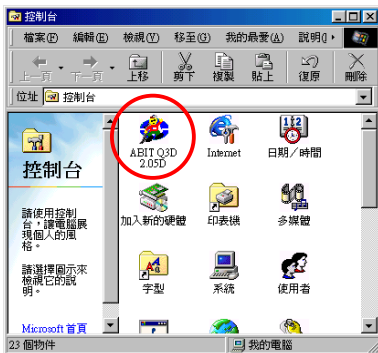 控制台
檔案(F) 編輯(E) 檢視(V) 移至(G) 我的最愛(A) 說明(
上一頁 下一頁 上移 剪下 複製 貼上 復原 刪除
位址 控制台
控制台
請使用控制
台，讓電腦展
現個人的風
格。
請選擇圖示來
檢視它的說
明。
Microsoft 首頁
ABIT Q3D
2.05D
Internet
日期／時間
加入新的硬體
印表機
多媒體
字型
系統
使用者
23 個物件
我的電腦